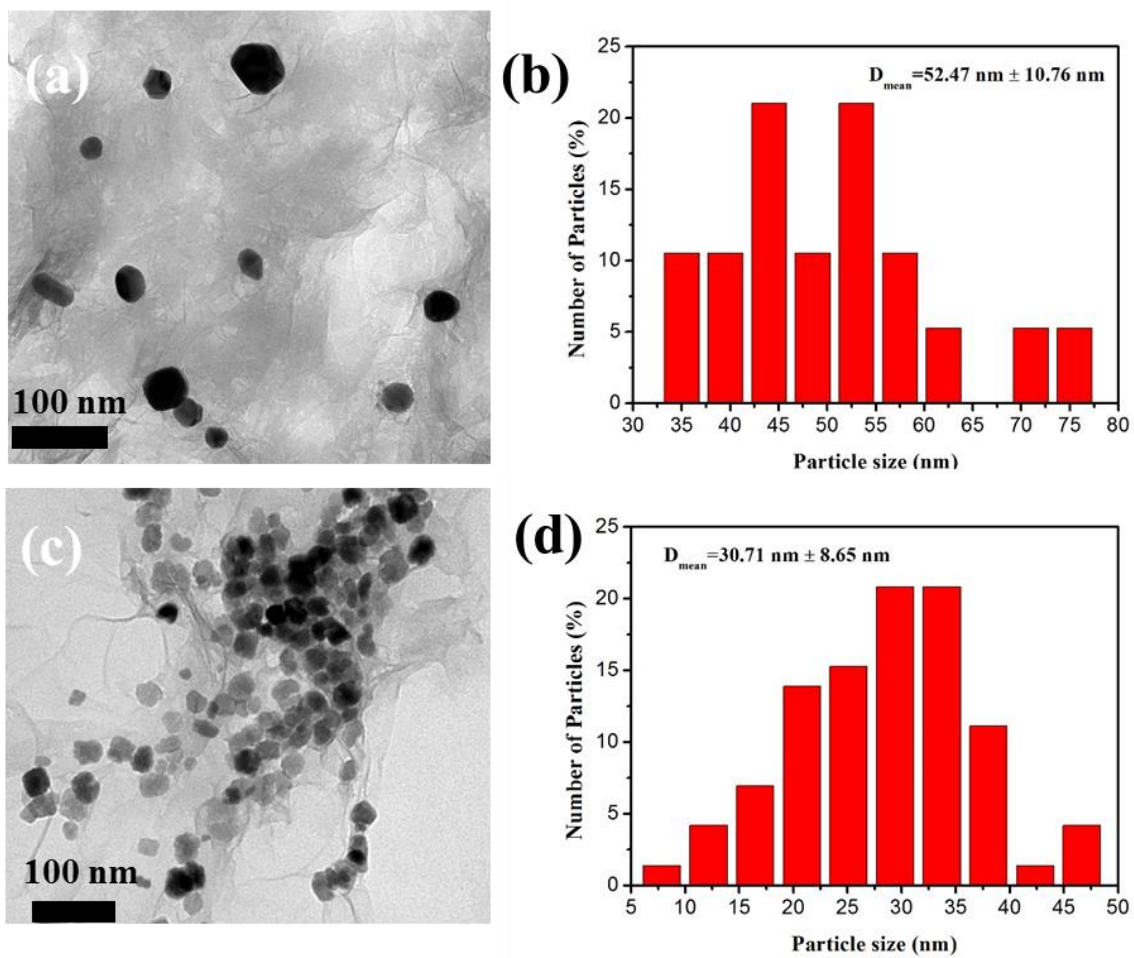 (a)
100 nm
(b)
D_mean=52.47 nm ± 10.76 nm
Number of Particles (%)
25
20
15
10
5
0
30 35 40 45 50 55 60 65 70 75 80
Particle size (nm)
(c)
100 nm
(d)
D_mean=30.71 nm ± 8.65 nm
Number of Particles (%)
25
20
15
10
5
0
5 10 15 20 25 30 35 40 45 50
Particle size (nm)